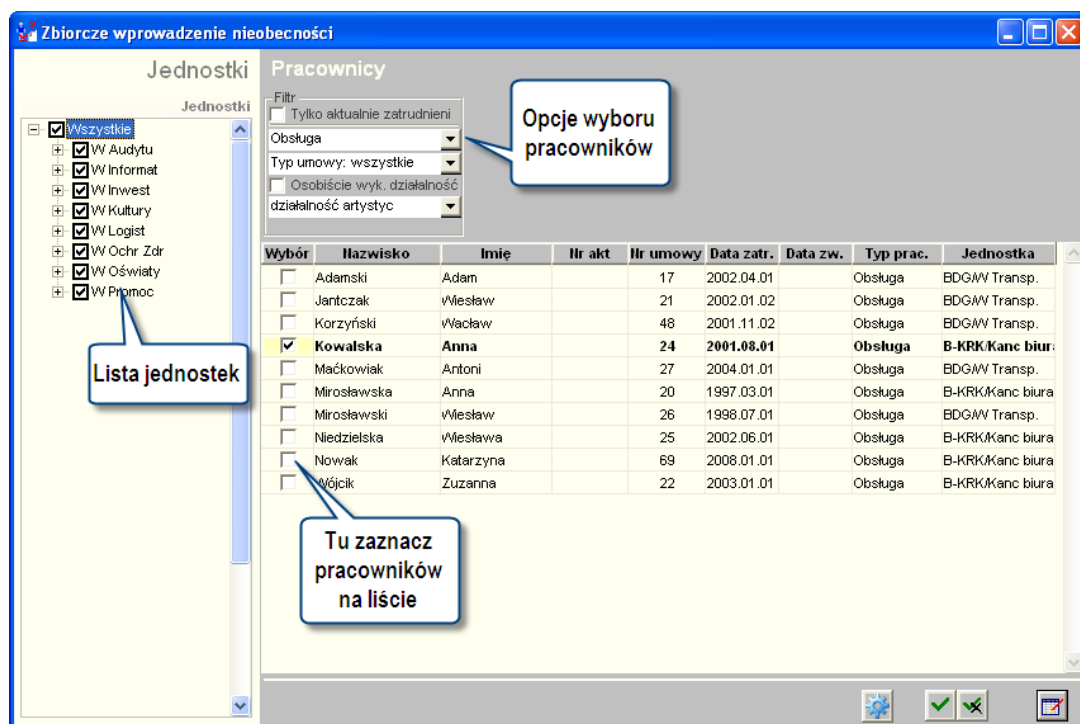 Zbiorcze wprowadzenie nieobecności
Jednostki
Jednostki
Wszystkie
W Audytu
W Informat
W Inwest
W Kultury
W Logist
W Ochr Zdr
W Oświaty
W Promoc
Lista jednostek
Pracownicy
Filtr
Tylko aktualnie zatrudnieni
Obsługa
Typ umowy: wszystkie
Osobiście wyk. działalność
działalność artystyc
Opcje wyboru
pracowników
Wybór Nazwisko Imię Nr akt Nr umowy Data zatr. Data zw. Typ prac. Jednostka
Adamski Adam 17 2002.04.01 Obsługa BDG/W Transp.
Jantczak Wiesław 21 2002.01.02 Obsługa BDG/W Transp.
Korzyński Wacław 48 2001.11.02 Obsługa BDG/W Transp.
Kowalska Anna 24 2001.08.01 Obsługa B-KRK/Kanc biur
Maćkowiak Antoni 27 2004.01.01 Obsługa BDG/W Transp.
Mirosławska Anna 20 1997.03.01 Obsługa B-KRK/Kanc biura
Mirosławski Wiesław 26 1998.07.01 Obsługa BDG/W Transp.
Niedzielska Wiesława 25 2002.06.01 Obsługa B-KRK/Kanc biura
Nowak Katarzyna 69 2008.01.01 Obsługa B-KRK/Kanc biura
Wójcik Zuzanna 22 2003.01.01 Obsługa B-KRK/Kanc biura
Tu zaznacz
pracowników
na liście